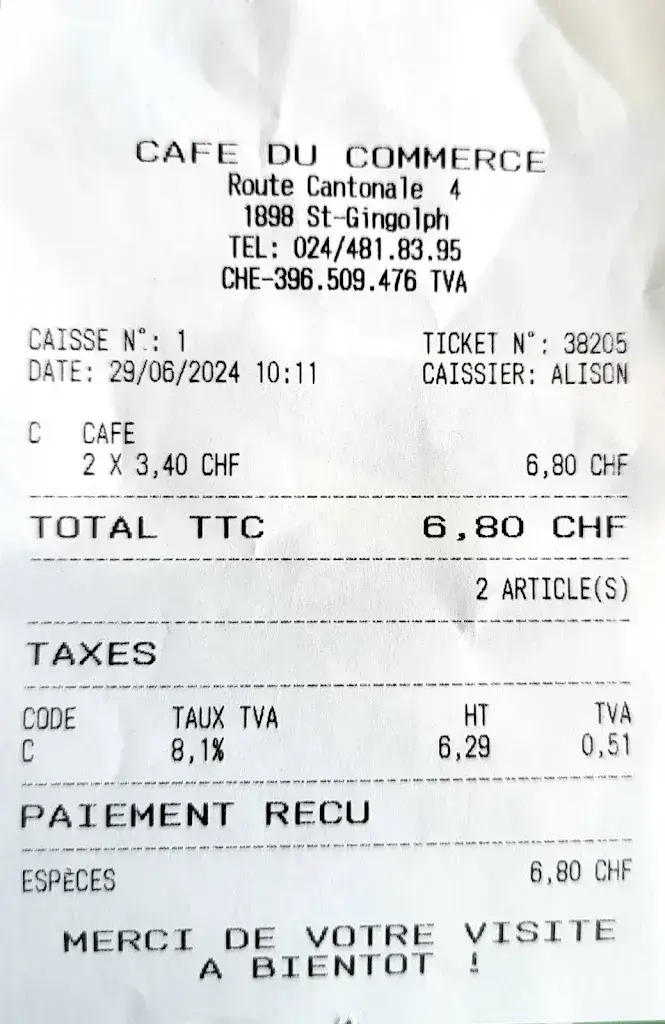 CAFE DU COMMERCE
Route Cantonale 4
1898 St-Gingolph
TEL: 024/481.83.95
CHE-396.509.476 TVA
CAISSE N°: 1 TICKET N°: 38205
DATE: 29/06/2024 10:11 CAISSIER: ALISON
C CAFE
2 X 3,40 CHF 6,80 CHF
TOTAL TTC 6,80 CHF
2 ARTICLE(S)
TAXES
CODE TAUX TVA HT TVA
C 8,1% 6,29 0,51
PAIEMENT RECU
ESPÈCES 6,80 CHF
MERCI DE VOTRE VISITE
A BIENTOT !